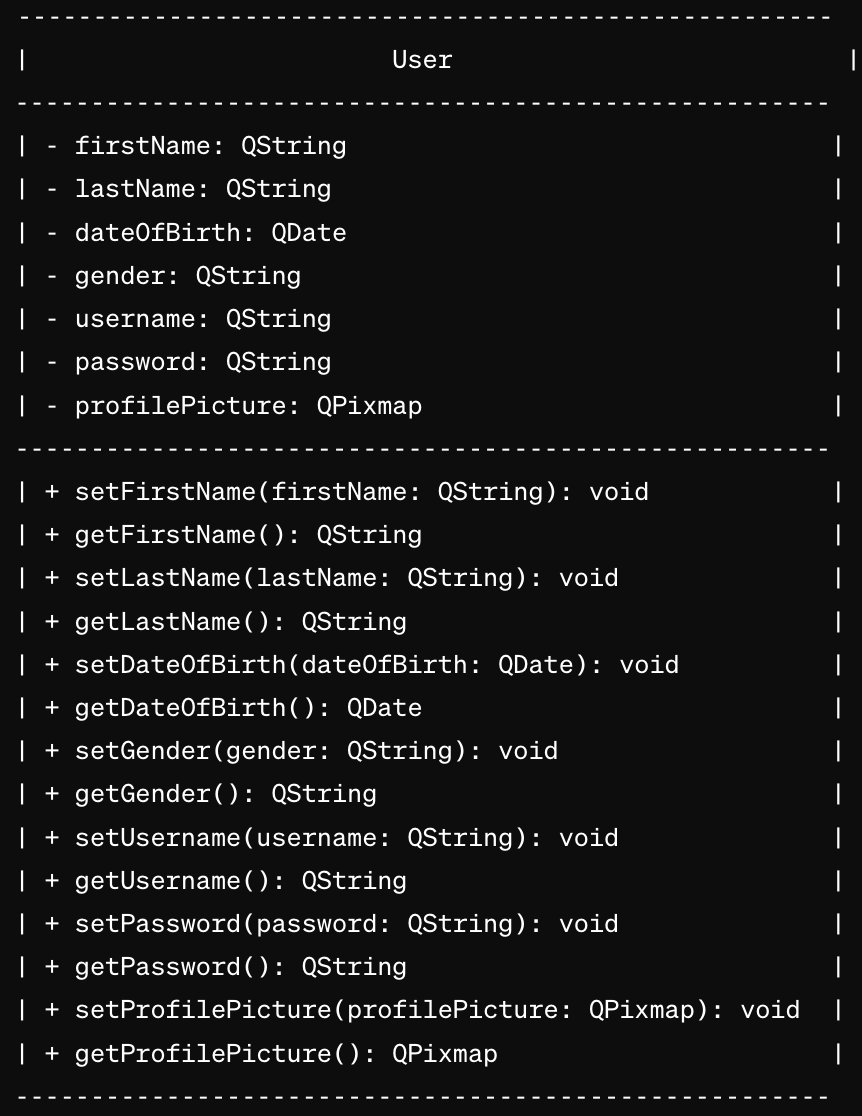 ------------------------------------------------------
|                        User                          |
------------------------------------------------------
| - firstName: QString                                |
| - lastName: QString                                 |
| - dateOfBirth: QDate                                |
| - gender: QString                                   |
| - username: QString                                 |
| - password: QString                                 |
| - profilePicture: QPixmap                           |
------------------------------------------------------
| + setFirstName(firstName: QString): void            |
| + getFirstName(): QString                           |
| + setLastName(lastName: QString): void              |
| + getLastName(): QString                            |
| + setDateOfBirth(dateOfBirth: QDate): void          |
| + getDateOfBirth(): QDate                           |
| + setGender(gender: QString): void                  |
| + getGender(): QString                              |
| + setUsername(username: QString): void              |
| + getUsername(): QString                            |
| + setPassword(password: QString): void              |
| + getPassword(): QString                            |
| + setProfilePicture(profilePicture: QPixmap): void  |
| + getProfilePicture(): QPixmap                      |
------------------------------------------------------